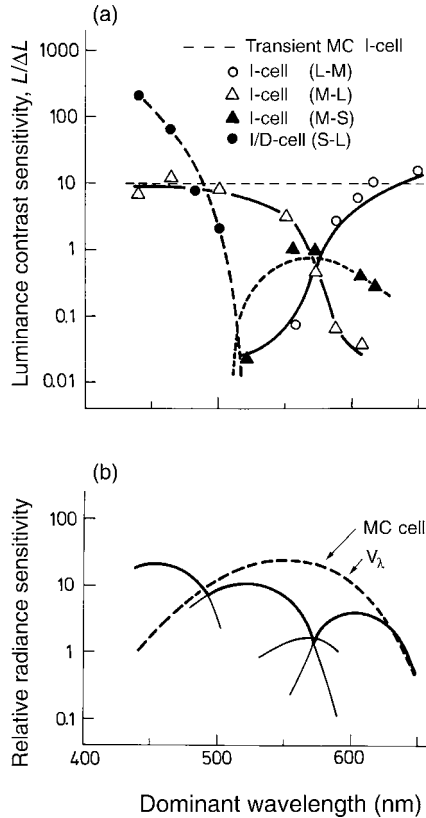 (a)
Transient MC I-cell
I-cell (L-M)
I-cell (M-L)
I-cell (M-S)
I/D-cell (S-L)
Luminance contrast sensitivity, L/ΔL
1000
100
10
1
0.1
0.01
(b)
MC cell
Vλ
Relative radiance sensitivity
100
10
1
0.1
400 500 600
Dominant wavelength (nm)